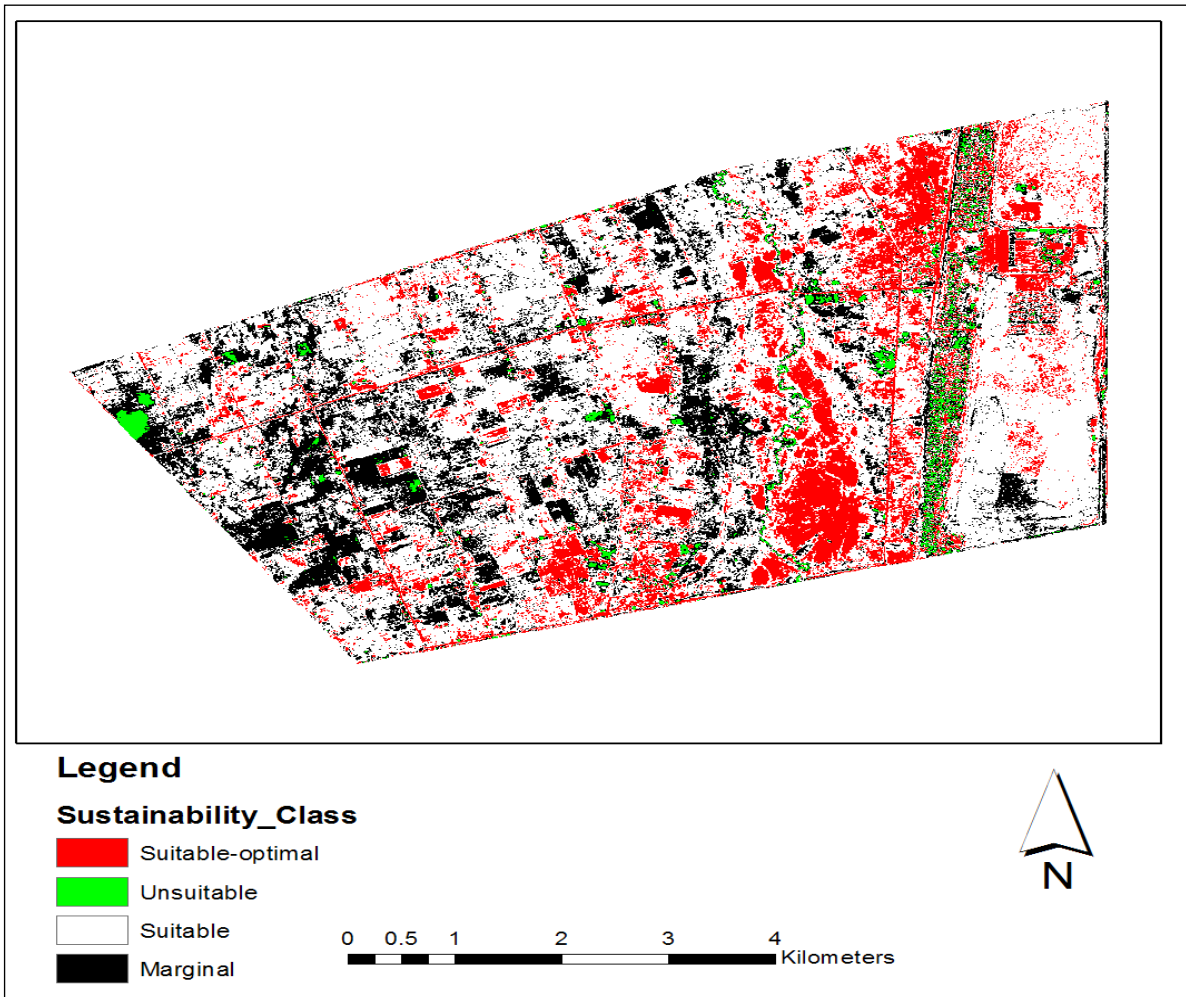 Legend
Sustainability_Class
Suitable-optimal
Unsuitable
Suitable
Marginal
0 0.5 1 2 3 4
Kilometers
N